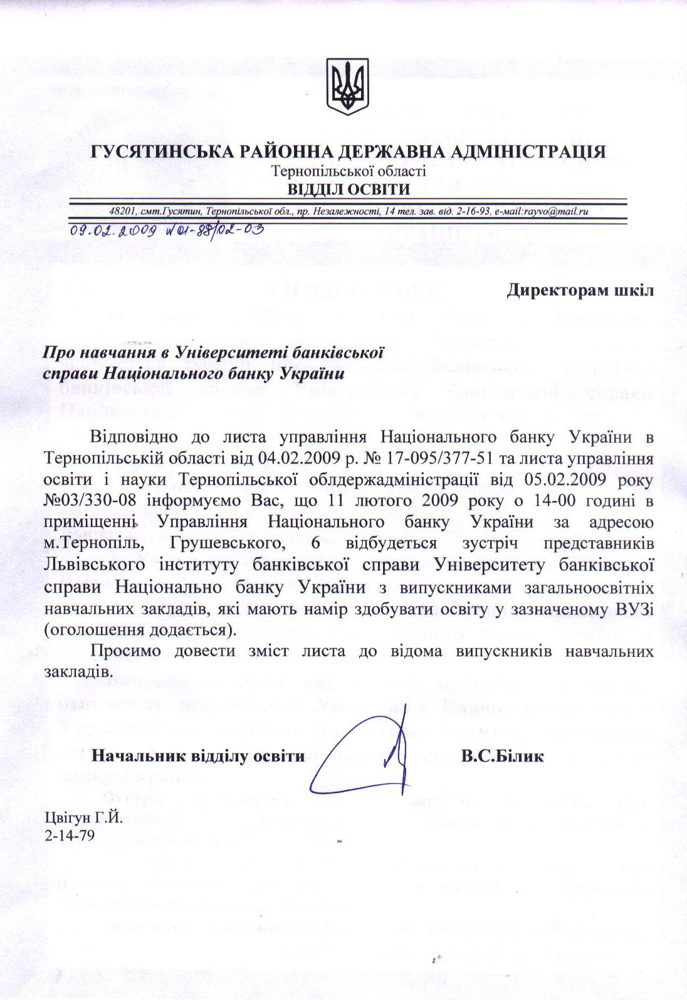 ГУСЯТИНСЬКА РАЙОННА ДЕРЖАВНА АДМІНІСТРАЦІЯ
Тернопільської області
ВІДДІЛ ОСВІТИ
48201, смт.Гусятин, Тернопільської обл., пр. Незалежності, 14 тел. зав. від. 2-16-93, е-маіl:rayvo@mail.ru
09.02.2009 №01-88/02-03
Директорам шкіл
Про навчання в Університеті банківської
справи Національного банку України
Відповідно до листа управління Національного банку України в
Тернопільській області від 04.02.2009 р. № 17-095/377-51 та листа управління
освіти і науки Тернопільської облдержадміністрації від 05.02.2009 року
№03/330-08 інформуємо Вас, що 11 лютого 2009 року о 14-00 годині в
приміщенні Управління Національного банку України за адресою
м.Тернопіль, Грушевського, 6 відбудеться зустріч представників
Львівського інституту банківської справи Університету банківської
справи Національно банку України з випускниками загальноосвітніх
навчальних закладів, які мають намір здобувати освіту у зазначеному ВУЗі
(оголошення додається).
Просимо довести зміст листа до відома випускників навчальних
закладів.
Начальник відділу освіти В.С.Білик
Цвігун Г.Й.
2-14-79